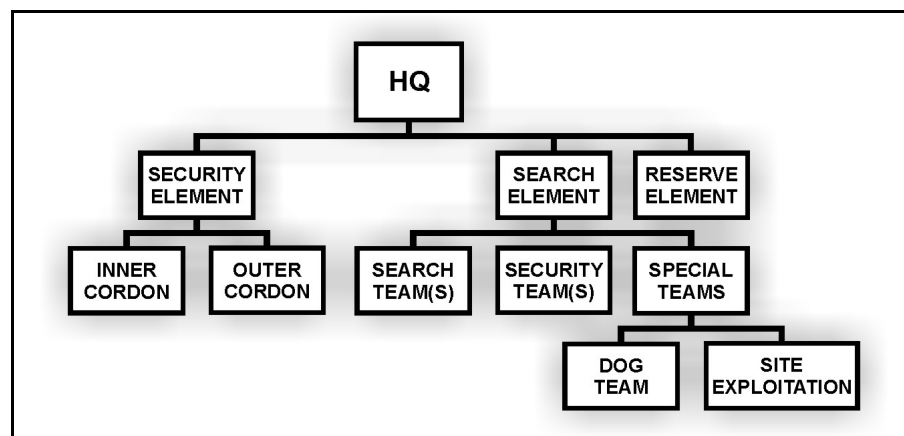 HQ
SECURITY
ELEMENT
SEARCH
ELEMENT
RESERVE
ELEMENT
INNER
CORDON
OUTER
CORDON
SEARCH
TEAM(S)
SECURITY
TEAM(S)
SPECIAL
TEAMS
DOG
TEAM
SITE
EXPLOITATION